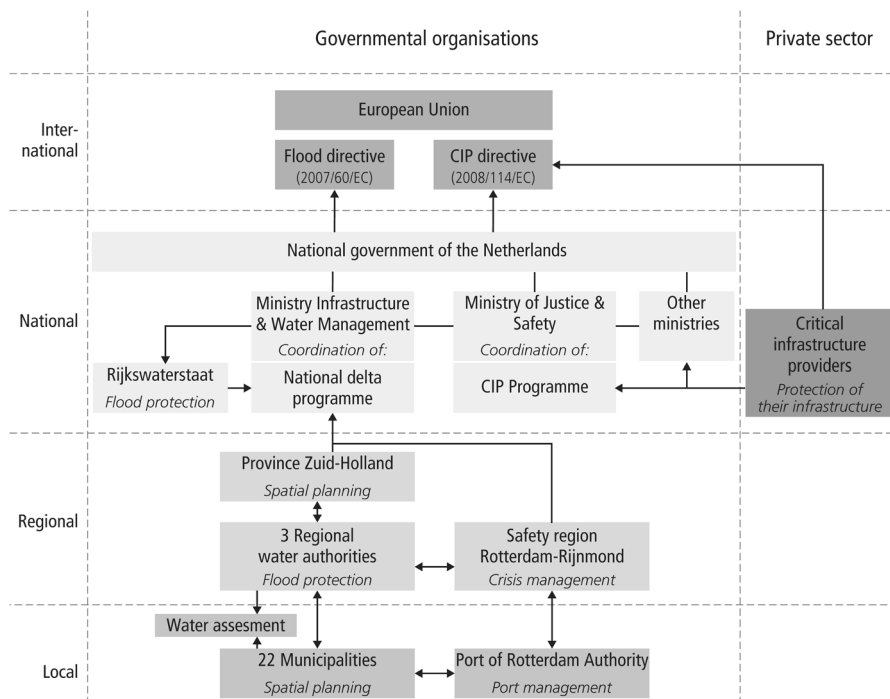 Governmental organisations
Private sector
Inter-
national
European Union
Flood directive
(2007/60/EC)
CIP directive
(2008/114/EC)
National
National government of the Netherlands
Ministry Infrastructure
& Water Management
Coordination of:
Ministry of Justice &
Safety
Coordination of:
Other
ministries
Critical
infrastructure
providers
Protection of
their infrastructure
Rijkswaterstaat
Flood protection
National delta
programme
CIP Programme
Regional
Province Zuid-Holland
Spatial planning
3 Regional
water authorities
Flood protection
Safety region
Rotterdam-Rijnmond
Crisis management
Local
Water assesment
22 Municipalities
Spatial planning
Port of Rotterdam Authority
Port management